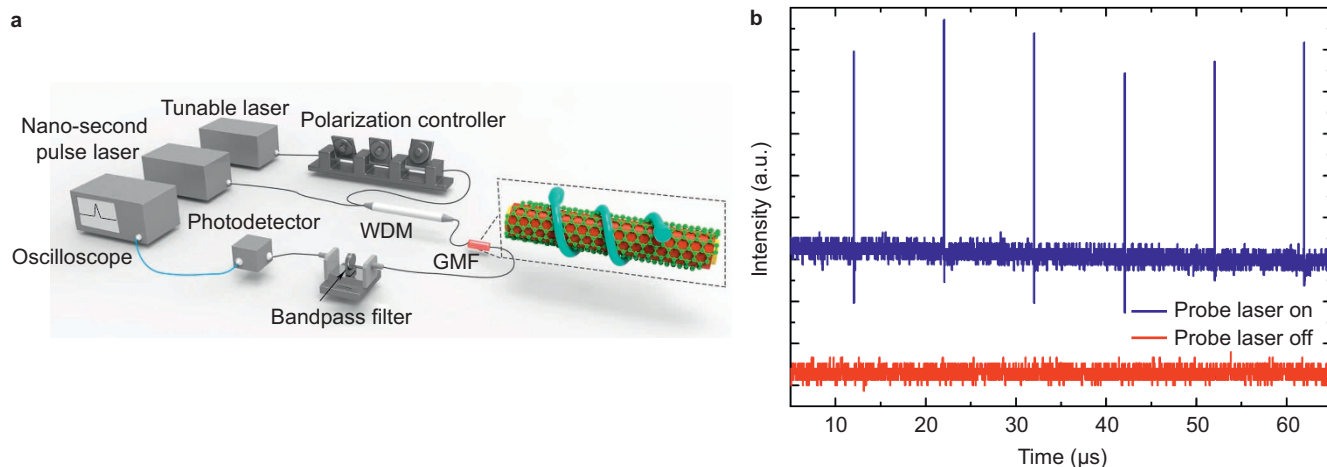 a
Tunable laser
Nano-second
pulse laser
Polarization controller
Photodetector
WDM
Oscilloscope
GMF
Bandpass filter
b
Intensity (a.u.)
Probe laser on
Probe laser off
10 20 30 40 50 60
Time (µs)